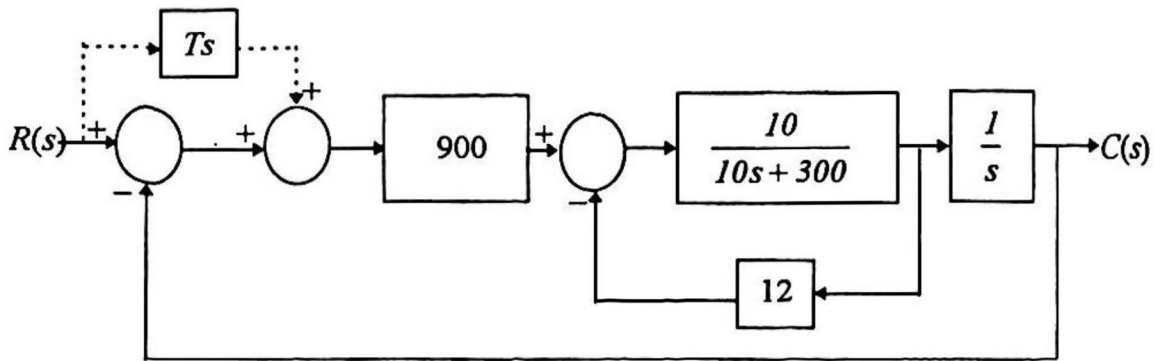 Ts
+
R(s) + + 900 + 10 / 10s + 300 1 / s C(s)
−
−
12